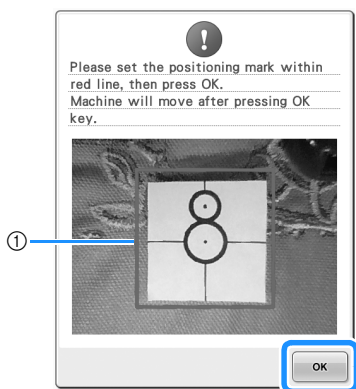 !
Please set the positioning mark within
red line, then press OK.
Machine will move after pressing OK
key.
①
OK